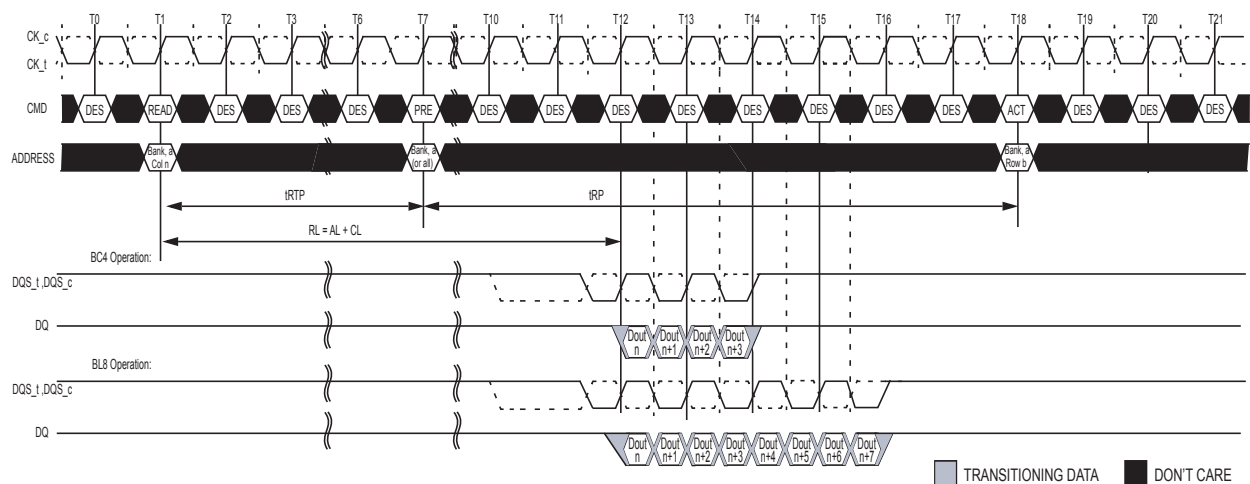 T0 T1 T2 T3 T6 T7 T10 T11 T12 T13 T14 T15 T16 T17 T18 T19 T20 T21
CK_c
CK_t
CMD DES READ DES DES DES PRE DES DES DES DES DES DES DES DES ACT DES DES DES
ADDRESS
Bank, a
Col n
Bank, a
(or all)
Bank, a
Row b
tRTP tRP
RL = AL + CL
BC4 Operation:
DQS_t ,DQS_c
DQ
Dout
n
Dout
n+1
Dout
n+2
Dout
n+3
BL8 Operation:
DQS_t ,DQS_c
DQ
Dout
n
Dout
n+1
Dout
n+2
Dout
n+3
Dout
n+4
Dout
n+5
Dout
n+6
Dout
n+7
TRANSITIONING DATA DON'T CARE